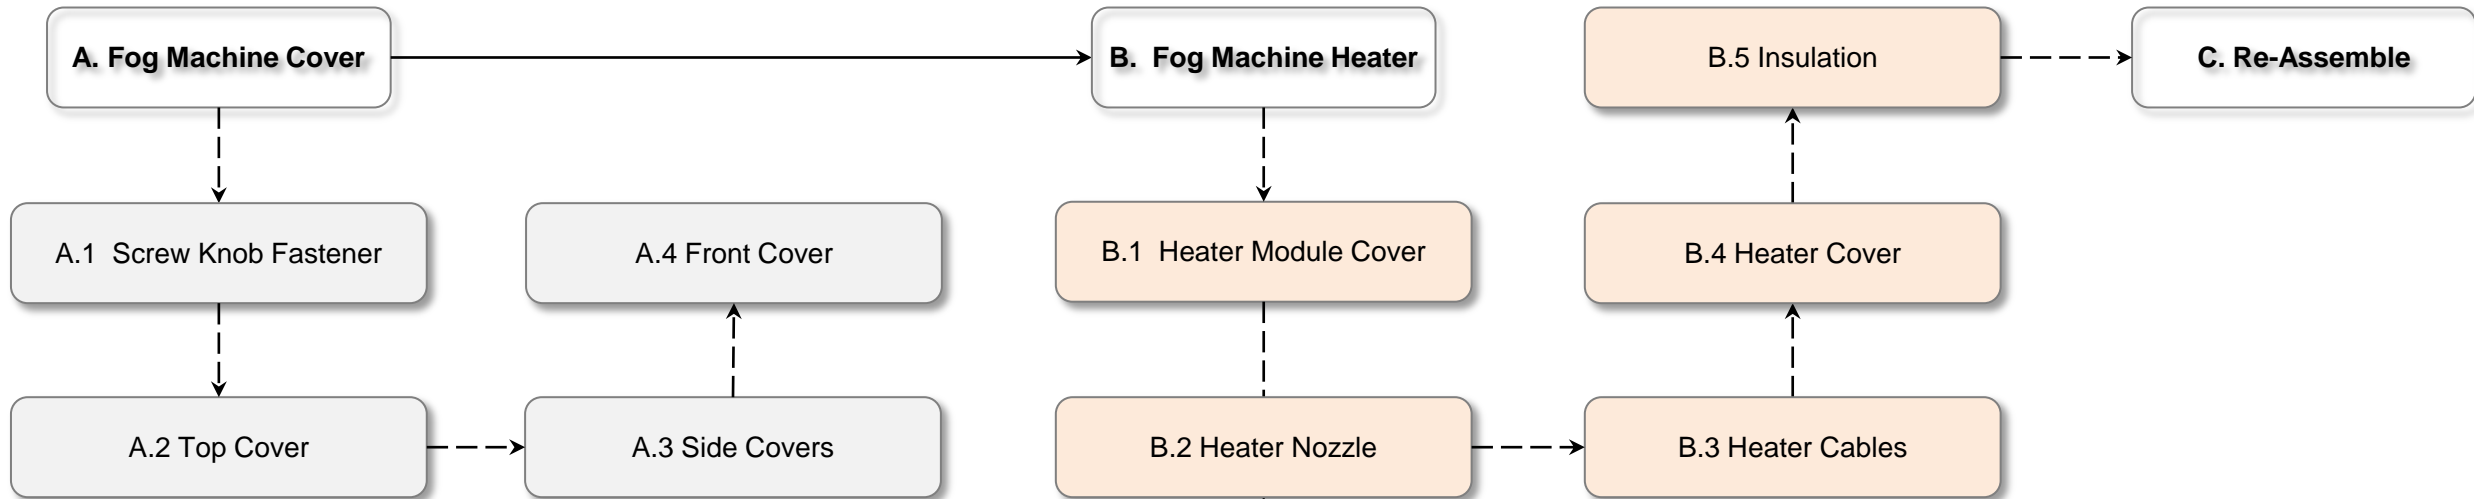 A. Fog Machine Cover
B. Fog Machine Heater
B.5 Insulation
C. Re-Assemble
A.1 Screw Knob Fastener
A.4 Front Cover
B.1 Heater Module Cover
B.4 Heater Cover
A.2 Top Cover
A.3 Side Covers
B.2 Heater Nozzle
B.3 Heater Cables